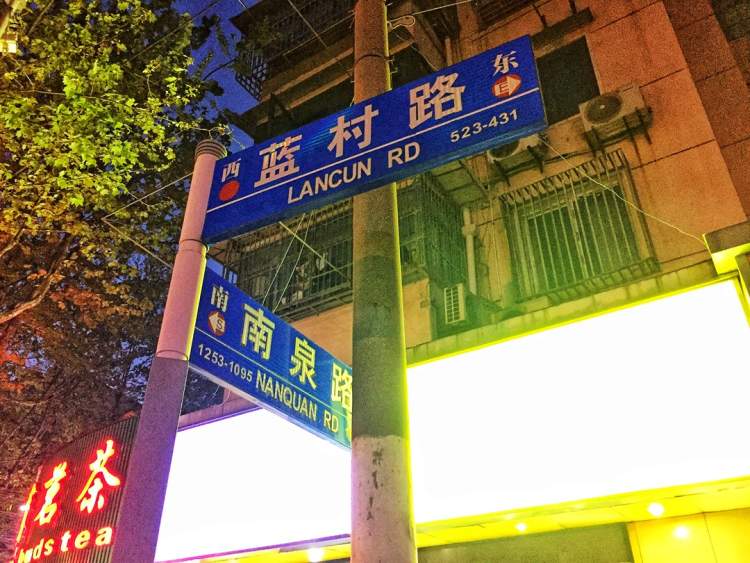 西 蓝村路 东
LANCUN RD 523-431 E
南 南泉路
S
1253-1095 NANQUAN RD
茗茶
tea